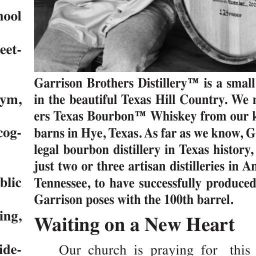 hool
eet-
ym,
cog-
blic
ing,
ide-
Garrison Brothers Distillery™ is a small
in the beautiful Texas Hill Country. We
ers Texas Bourbon™ Whiskey from our
barns in Hye, Texas. As far as we know, G
legal bourbon distillery in Texas history,
just two or three artisan distilleries in
Tennessee, to have successfully produced
Garrison poses with the 100th barrel.
Waiting on a New Heart
Our church is praying for this